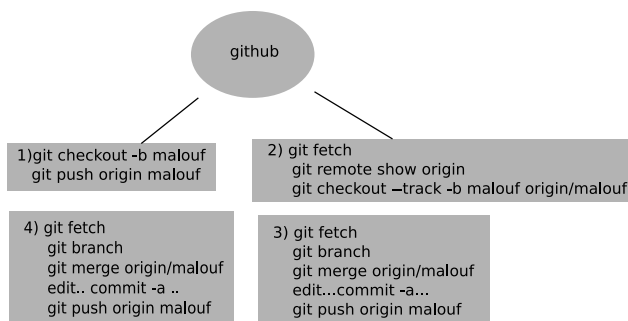 github
1)git checkout -b malouf
git push origin malouf
2) git fetch
git remote show origin
git checkout –track -b malouf origin/malouf
4) git fetch
git branch
git merge origin/malouf
edit.. commit -a ..
git push origin malouf
3) git fetch
git branch
git merge origin/malouf
edit...commit -a...
git push origin malouf